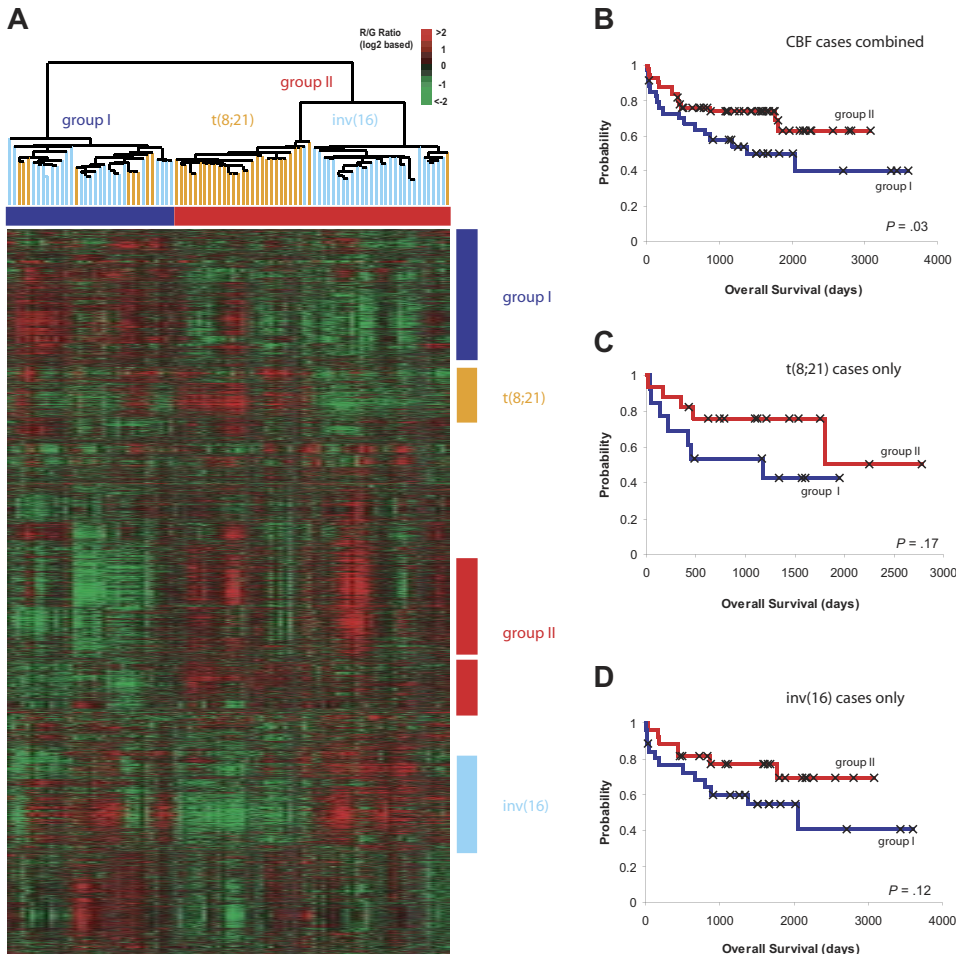 A
R/G Ratio
(log2 based)
>2
1
0
-1
<-2
group II
group I
t(8;21)
inv(16)
group I
t(8;21)
group II
inv(16)
B
CBF cases combined
Probability
1
0.8
0.6
0.4
0.2
0
group II
group I
P = .03
0 1000 2000 3000 4000
Overall Survival (days)
C
t(8;21) cases only
Probability
1
0.8
0.6
0.4
0.2
0
group II
group I
P = .17
0 500 1000 1500 2000 2500 3000
Overall Survival (days)
D
inv(16) cases only
Probability
1
0.8
0.6
0.4
0.2
0
group II
group I
P = .12
0 1000 2000 3000 4000
Overall Survival (days)